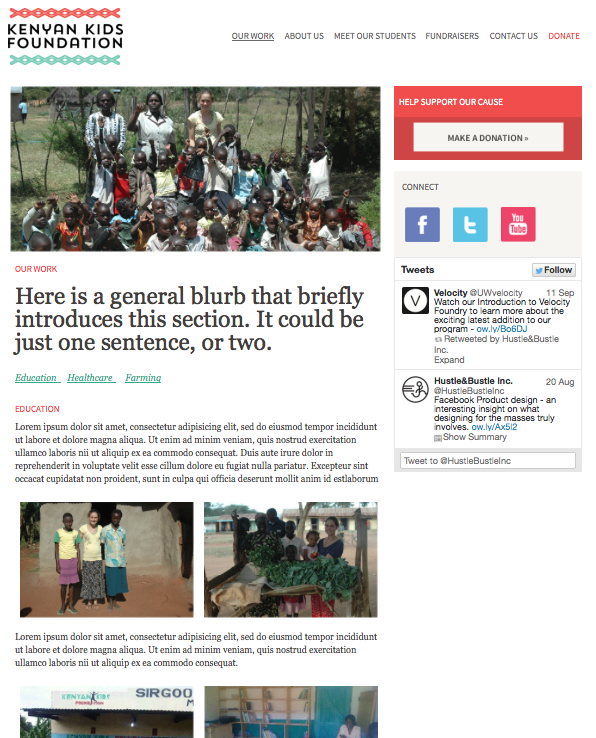 KENYAN KIDS
FOUNDATION
OUR WORK ABOUT US MEET OUR STUDENTS FUNDRAISERS CONTACT US DONATE
OUR WORK
Here is a general blurb that briefly
introduces this section. It could be
just one sentence, or two.
Education Healthcare Farming
EDUCATION
Lorem ipsum dolor sit amet, consectetur adipisicing elit, sed do eiusmod tempor incididunt
ut labore et dolore magna aliqua. Ut enim ad minim veniam, quis nostrud exercitation
ullamco laboris nii ut aliquip ex ea commodo consequat. Duis aute irure dolor in
reprehenderit in voluptate velit esse cillum dolore eu fugiat nulla pariatur. Excepteur sint
occacat cupidatat non proident, sunt in culpa qui officia deserunt mollit anim id estlaborum
Lorem ipsum dolor sit amet, consectetur adipisicing elit, sed do eiusmod tempor incididunt
ut labore et dolore magna aliqua. Ut enim ad minim veniam, quis nostrud exercitation
ullamco laboris nii ut aliquip ex ea commodo consequat.
KENYAN KIDS
FOUNDATION
SIRGOO
HELP SUPPORT OUR CAUSE
MAKE A DONATION »
CONNECT
f
t
You
Tube
Tweets Follow
V
Velocity @UWvelocity 11 Sep
Watch our Introduction to Velocity
Foundry to learn more about the
exciting latest addition to our
program - ow.ly/Bo6DJ
Retweeted by Hustle&Bustle
Inc.
Expand
Hustle&Bustle Inc. 20 Aug
@HustleBustleInc
Facebook Product design - an
interesting insight on what
designing for the masses truly
involves. ow.ly/Ax5l2
Show Summary
Tweet to @HustleBustleInc